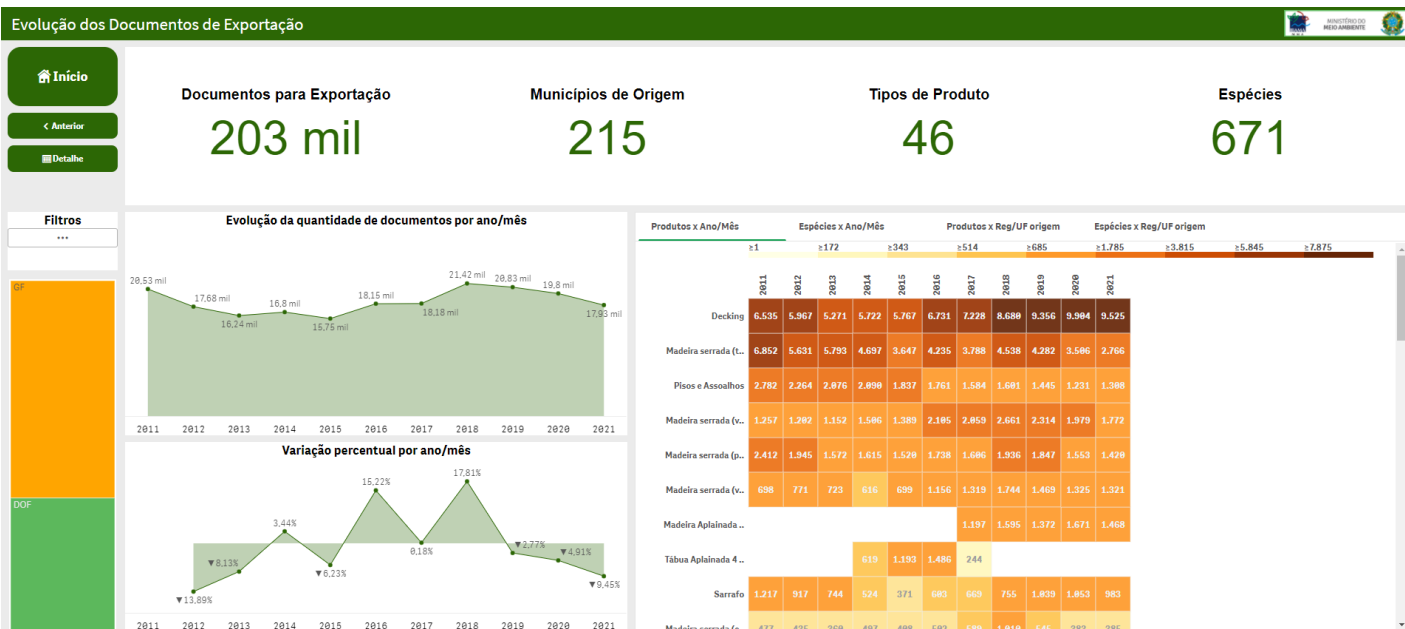 Evolução dos Documentos de Exportação
MINISTÉRIO DO
MEIO AMBIENTE
Início
< Anterior
Detalhe
Documentos para Exportação
203 mil
Municípios de Origem
215
Tipos de Produto
46
Espécies
671
Filtros
...
GF
DOF
Evolução da quantidade de documentos por ano/mês
20,53 mil
17,68 mil
16,24 mil
16,8 mil
15,75 mil
18,15 mil
18,18 mil
21,42 mil
20,83 mil
19,8 mil
17,93 mil
2011 2012 2013 2014 2015 2016 2017 2018 2019 2020 2021
Variação percentual por ano/mês
▼13,89%
▼8,13%
3,44%
▼6,23%
15,22%
0,18%
17,81%
▼2,77%
▼4,91%
▼9,45%
2011 2012 2013 2014 2015 2016 2017 2018 2019 2020 2021
Produtos x Ano/Mês Espécies x Ano/Mês Produtos x Reg/UF origem Espécies x Reg/UF origem
≥1 ≥172 ≥343 ≥514 ≥685 ≥1.785 ≥3.815 ≥5.845 ≥7.875
2011 2012 2013 2014 2015 2016 2017 2018 2019 2020 2021
Decking 6.535 5.967 5.271 5.722 5.767 6.731 7.228 8.680 9.356 9.904 9.525
Madeira serrada (t.. 6.852 5.631 5.793 4.697 3.647 4.235 3.788 4.538 4.282 3.506 2.766
Pisos e Assoalhos 2.782 2.264 2.076 2.090 1.837 1.761 1.584 1.601 1.445 1.231 1.308
Madeira serrada (v.. 1.257 1.202 1.152 1.506 1.389 2.105 2.059 2.661 2.314 1.979 1.772
Madeira serrada (p.. 2.412 1.945 1.572 1.615 1.520 1.738 1.606 1.936 1.847 1.553 1.420
Madeira serrada (v.. 698 771 723 616 699 1.156 1.319 1.744 1.469 1.325 1.321
Madeira Aplainada .. 1.197 1.595 1.372 1.671 1.468
Tábua Aplainada 4 .. 619 1.193 1.486 244
Sarrafo 1.217 917 744 524 371 603 669 755 1.039 1.053 983
Madeira serrada